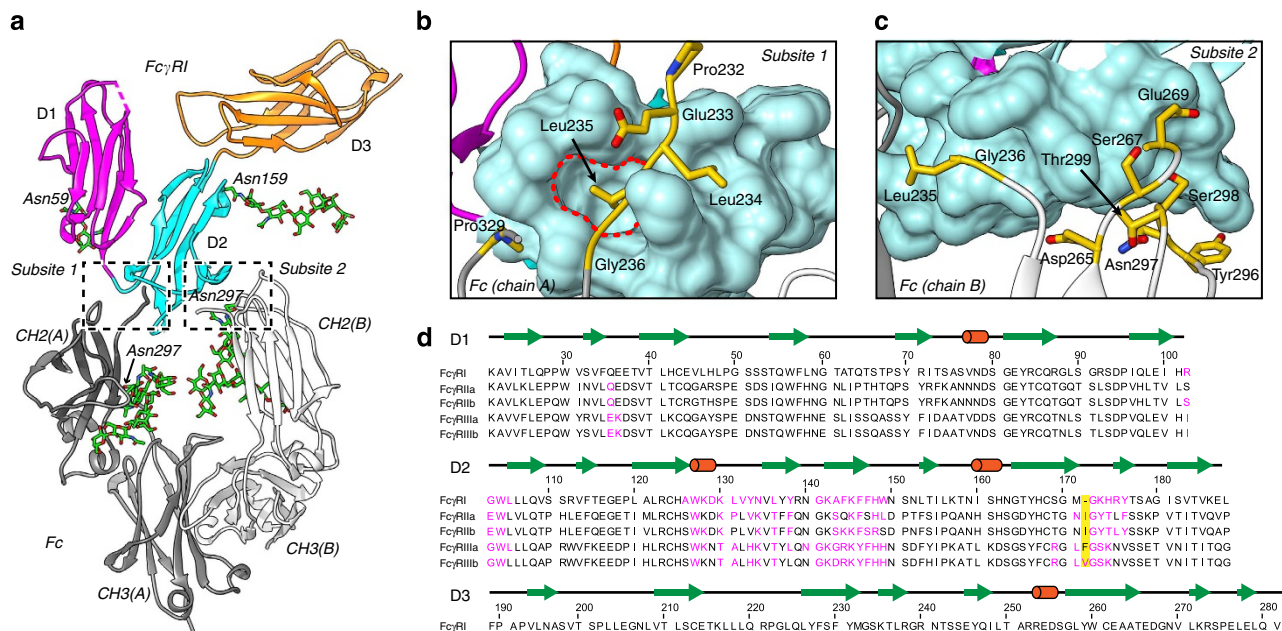 a
FcγRI
D1
D3
Asn59
Asn159
D2
Subsite 1
Subsite 2
Asn297
CH2(A)
CH2(B)
Asn297
Fc
CH3(B)
CH3(A)
b
Subsite 1
Pro232
Glu233
Leu235
Leu234
Pro329
Gly236
Fc (chain A)
c
Subsite 2
Glu269
Ser267
Gly236
Thr299
Leu235
Ser298
Asp265
Asn297
Tyr296
Fc (chain B)
d
D1
30 40 50 60 70 80 90 100
FcγRI KAVITLQPPW VSVFQEETVT LHCEVLHLPG SSSTQWFLNG TATQTSTPSY RITSASVNDS GEYRCQRGLS GRSDPIQLEI HR
FcγRIIa KAVLKLEPPW INVLQEDSVT LTCQGARSPE SDSIQWFHNG NLIPTHTQPS YRFKANNNDS GEYTCQTGQT SLSDPVHLTV LS
FcγRIIb KAVLKLEPQW INVLQEDSVT LTCRGTHSPE SDSIQWFHNG NLIPTHTQPS YRFKANNNDS GEYTCQTGQT SLSDPVHLTV LS
FcγRIIIa KAVVFLEPQW YRVLEKDSVT LKCQGAYSPE DNSTQWFHNE SLISSQASSY FIDAATVDDS GEYRCQTNLS TLSDPVQLEV HI
FcγRIIIb KAVVFLEPQW YSVLEKDSVT LKCQGAYSPE DNSTQWFHNE SLISSQASSY FIDAATVNDS GEYRCQTNLS TLSDPVQLEV HI
D2
110 120 130 140 150 160 170 180
FcγRI GWLLLQVS SRVFTEGEPL ALRCHAWKDK LVYNVLYYRN GKAFKFFHWN SNLTILKTNI SHNGTYHCSG M-GKHRYTSAG ISVTVKEL
FcγRIIa EWLVLQTP HLEFQEGETI MLRCHSWKDK PLVKVTFFQN GKSQKFSHLD PTFSIPQANH SHSGDYHCTG NIGYTLFSSKP VTITVQVP
FcγRIIb EWLVLQTP HLEFQEGETI VLRCHSWKDK PLVKVTFFQN GKSKKFSRSD PNFSIPQANH SHSGDYHCTG NIGYTLYSSKP VTITVQAP
FcγRIIIa GWLLLQAP RWVFKEEDPI HLRCHSWKNT ALHKVTYLQN GKGRKYFHHN SDFYIPKATL KDSGSYFCRG LFGSKNVSSET VNITITQG
FcγRIIIb GWLLLQAP RWVFKEEDPI HLRCHSWKNT ALHKVTYLQN GKDRKYFHHN SDFHIPKATL KDSGSYFCRG LVGSKNVSSET VNITITQG
D3
190 200 210 220 230 240 250 260 270 280
FcγRI FP APVLNASVT SPLLEGNLVT LSCETKLLLQ RPGLQLYFSF YMGSKTLRGR NTSSEYQILT ARREDSGLYW CEAATEDGNV LKRSPELELQ V